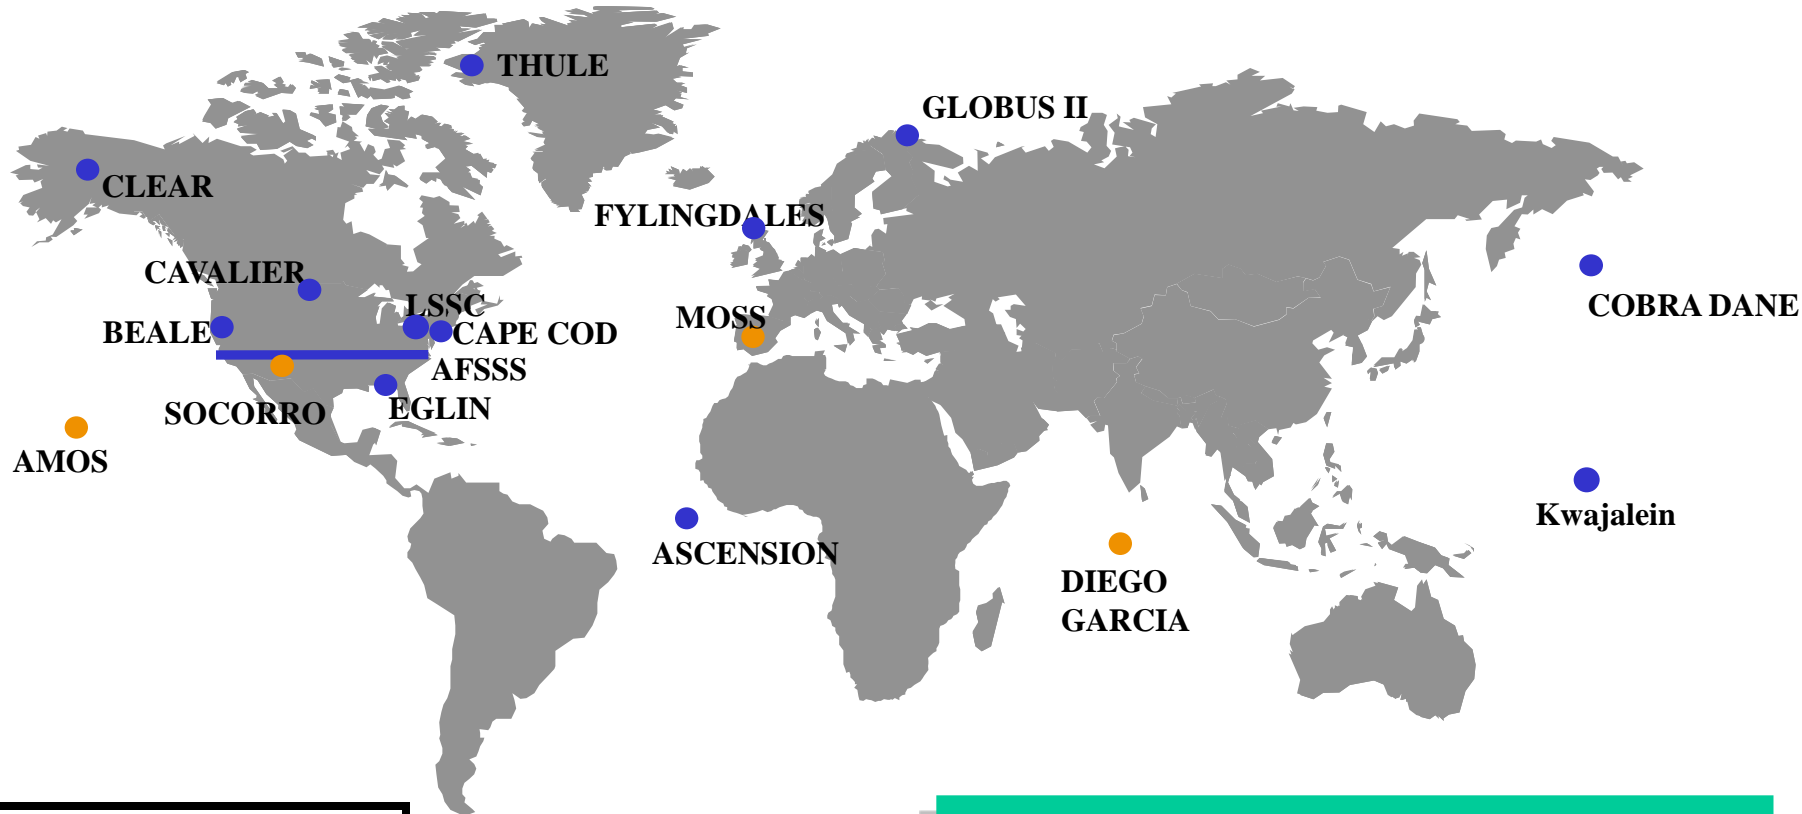 THULE
GLOBUS II
CLEAR
FYLINGDALES
CAVALIER
LSSC
COBRA DANE
MOSS
BEALE
CAPE COD
AFSSS
EGLIN
SOCORRO
AMOS
Kwajalein
ASCENSION
DIEGO
GARCIA